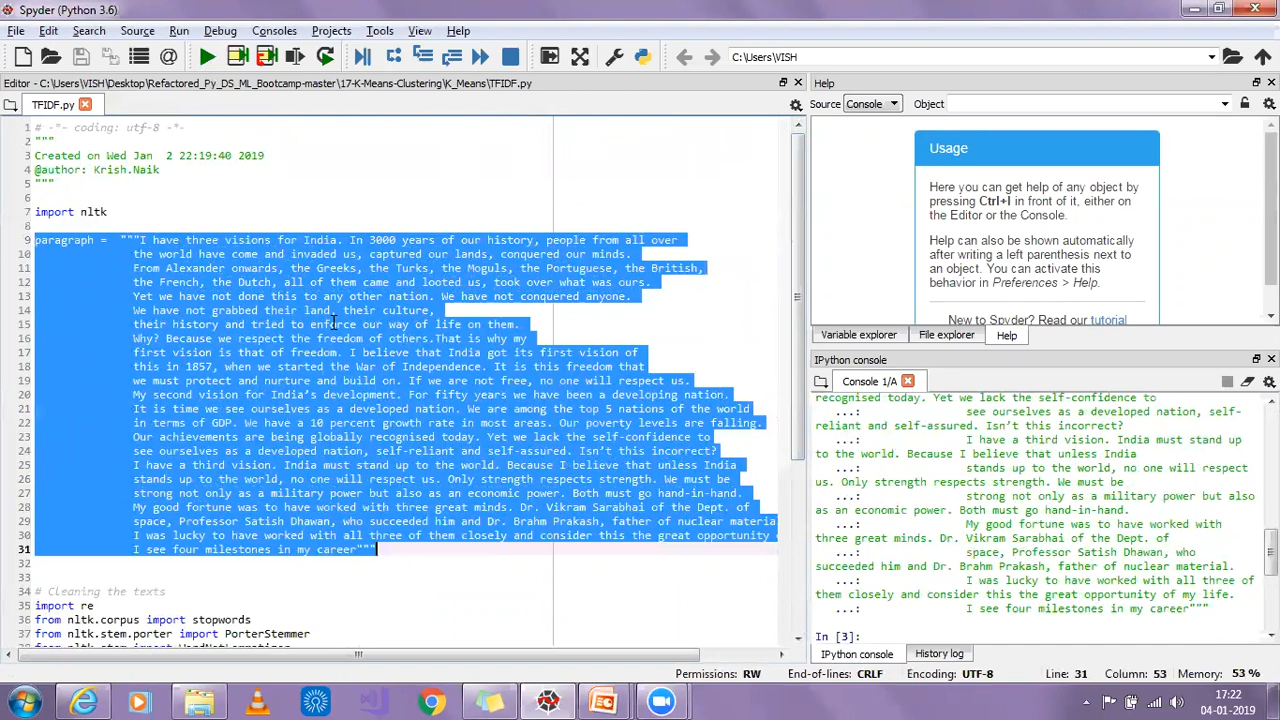 Spyder (Python 3.6)
File Edit Search Source Run Debug Consoles Projects Tools View Help
C:\Users\VISH
Editor - C:\Users\VISH\Desktop\Refactored_Py_DS_ML_Bootcamp-master\17-K-Means-Clustering\K_Means\TFIDF.py
Help
TFIDF.py
Source Console Object
1 # -*- coding: utf-8 -*-
2 """
3 Created on Wed Jan  2 22:19:40 2019
4 @author: Krish.Naik
5 """
6
7 import nltk
8
9 paragraph =  """I have three visions for India. In 3000 years of our history, people from all over
10 the world have come and invaded us, captured our lands, conquered our minds.
11 From Alexander onwards, the Greeks, the Turks, the Moguls, the Portuguese, the British,
12 the French, the Dutch, all of them came and looted us, took over what was ours.
13 Yet we have not done this to any other nation. We have not conquered anyone.
14 We have not grabbed their land, their culture,
15 their history and tried to enforce our way of life on them.
16 Why? Because we respect the freedom of others.That is why my
17 first vision is that of freedom. I believe that India got its first vision of
18 this in 1857, when we started the War of Independence. It is this freedom that
19 we must protect and nurture and build on. If we are not free, no one will respect us.
20 My second vision for India’s development. For fifty years we have been a developing nation.
21 It is time we see ourselves as a developed nation. We are among the top 5 nations of the world
22 in terms of GDP. We have a 10 percent growth rate in most areas. Our poverty levels are falling.
23 Our achievements are being globally recognised today. Yet we lack the self-confidence to
24 see ourselves as a developed nation, self-reliant and self-assured. Isn’t this incorrect?
25 I have a third vision. India must stand up to the world. Because I believe that unless India
26 stands up to the world, no one will respect us. Only strength respects strength. We must be
27 strong not only as a military power but also as an economic power. Both must go hand-in-hand.
28 My good fortune was to have worked with three great minds. Dr. Vikram Sarabhai of the Dept. of
29 space, Professor Satish Dhawan, who succeeded him and Dr. Brahm Prakash, father of nuclear materia
30 I was lucky to have worked with all three of them closely and consider this the great opportunity
31 I see four milestones in my career"""
32
33
34 # Cleaning the texts
35 import re
36 from nltk.corpus import stopwords
37 from nltk.stem.porter import PorterStemmer
38 from nltk.stem import WordNetLemmatizer
Usage
Here you can get help of any object by
pressing Ctrl+I in front of it, either on
the Editor or the Console.
Help can also be shown automatically
after writing a left parenthesis next to
an object. You can activate this
behavior in Preferences > Help.
New to Spyder? Read our tutorial
Variable explorer File explorer Help
IPython console
Console 1/A
recognised today. Yet we lack the self-confidence to
...: see ourselves as a developed nation, self-
reliant and self-assured. Isn’t this incorrect?
...: I have a third vision. India must stand up
to the world. Because I believe that unless India
...: stands up to the world, no one will respect
us. Only strength respects strength. We must be
...: strong not only as a military power but
also as an economic power. Both must go hand-in-hand.
...: My good fortune was to have worked with
three great minds. Dr. Vikram Sarabhai of the Dept. of
...: space, Professor Satish Dhawan, who
succeeded him and Dr. Brahm Prakash, father of nuclear material.
...: I was lucky to have worked with all three of
them closely and consider this the great opportunity of my life.
...: I see four milestones in my career"""
In [3]:
IPython console History log
Permissions: RW End-of-lines: CRLF Encoding: UTF-8 Line: 31 Column: 53 Memory: 53 %
17:22
04-01-2019